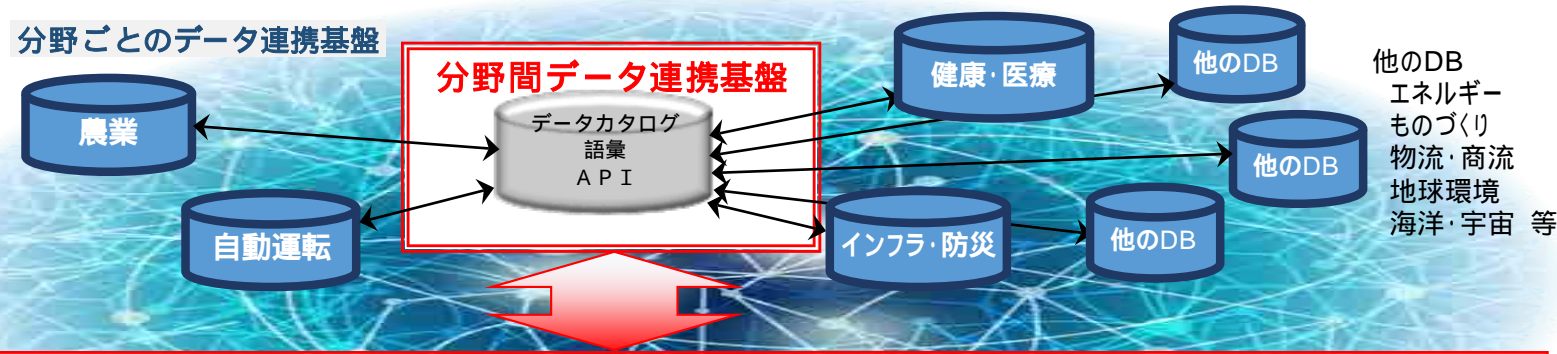 分野ごとのデータ連携基盤
分野間データ連携基盤
データカタログ
語彙
ＡＰＩ
農業
自動運転
健康･医療
インフラ･防災
他のDB
他のDB
他のDB
他のDB
エネルギー
ものづくり
物流･商流
地球環境
海洋･宇宙 等